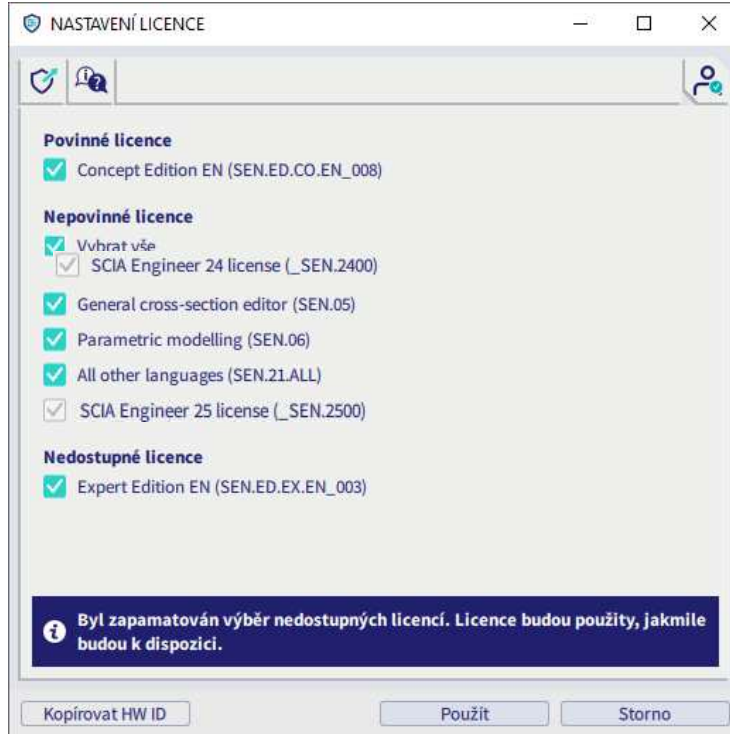 NASTAVENÍ LICENCE
Povinné licence
Concept Edition EN (SEN.ED.CO.EN_008)
Nepovinné licence
Vybrat vše
SCIA Engineer 24 license (_SEN.2400)
General cross-section editor (SEN.05)
Parametric modelling (SEN.06)
All other languages (SEN.21.ALL)
SCIA Engineer 25 license (_SEN.2500)
Nedostupné licence
Expert Edition EN (SEN.ED.EX.EN_003)
Byl zapamatován výběr nedostupných licencí. Licence budou použity, jakmile
budou k dispozici.
Kopírovat HW ID
Použít
Storno